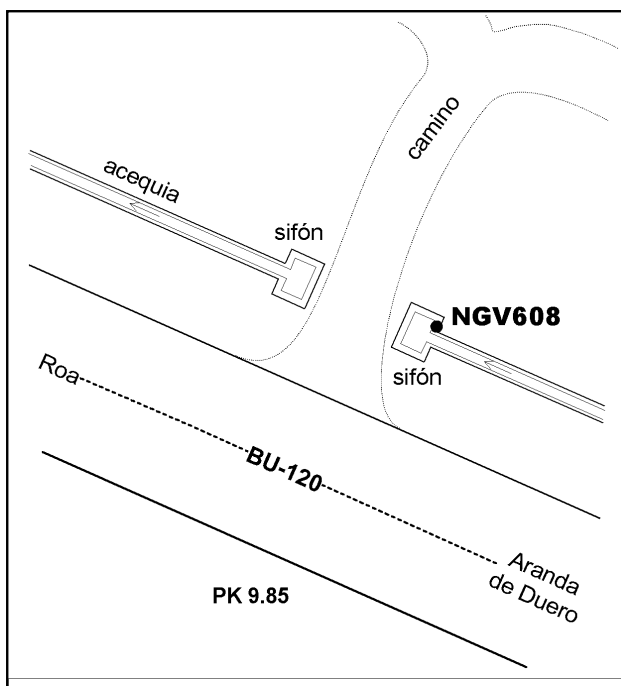 camino
acequia
sifón
NGV608
sifón
Roa
BU-120
Aranda
de Duero
PK 9.85